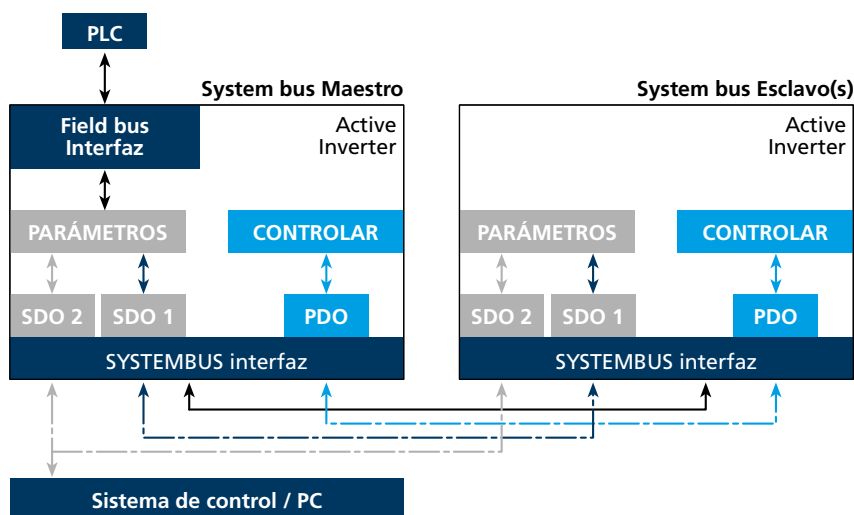 PLC
System bus Maestro
System bus Esclavo(s)
Field bus
Interfaz
Active
Inverter
Active
Inverter
PARÁMETROS
CONTROLAR
PARÁMETROS
CONTROLAR
SDO 2
SDO 1
PDO
SDO 2
SDO 1
PDO
SYSTEMBUS interfaz
SYSTEMBUS interfaz
Sistema de control / PC